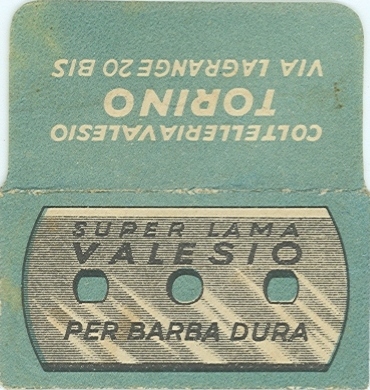 COLTELLERIA VALESIO
TORINO
VIA LAGRANGE 20 BIS
SUPER LAMA
VALESIO
PER BARBA DURA